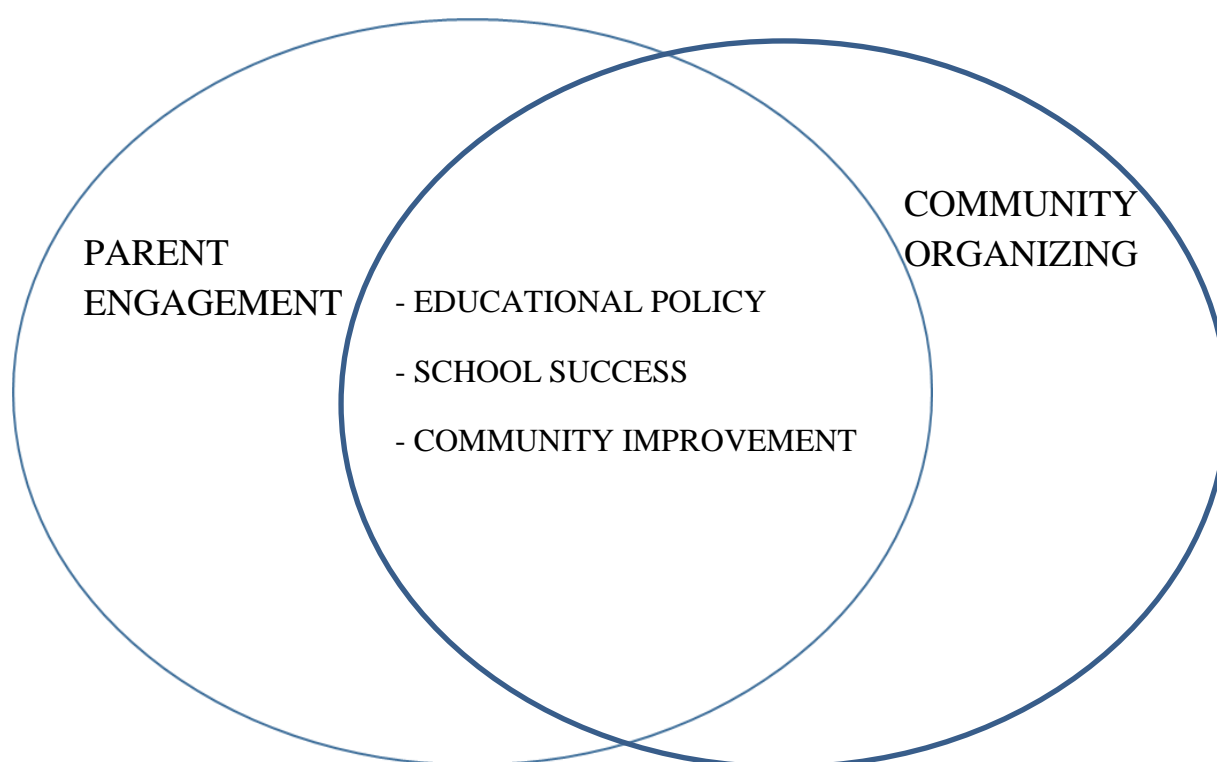 PARENT
ENGAGEMENT
- EDUCATIONAL POLICY
- SCHOOL SUCCESS
- COMMUNITY IMPROVEMENT
COMMUNITY
ORGANIZING